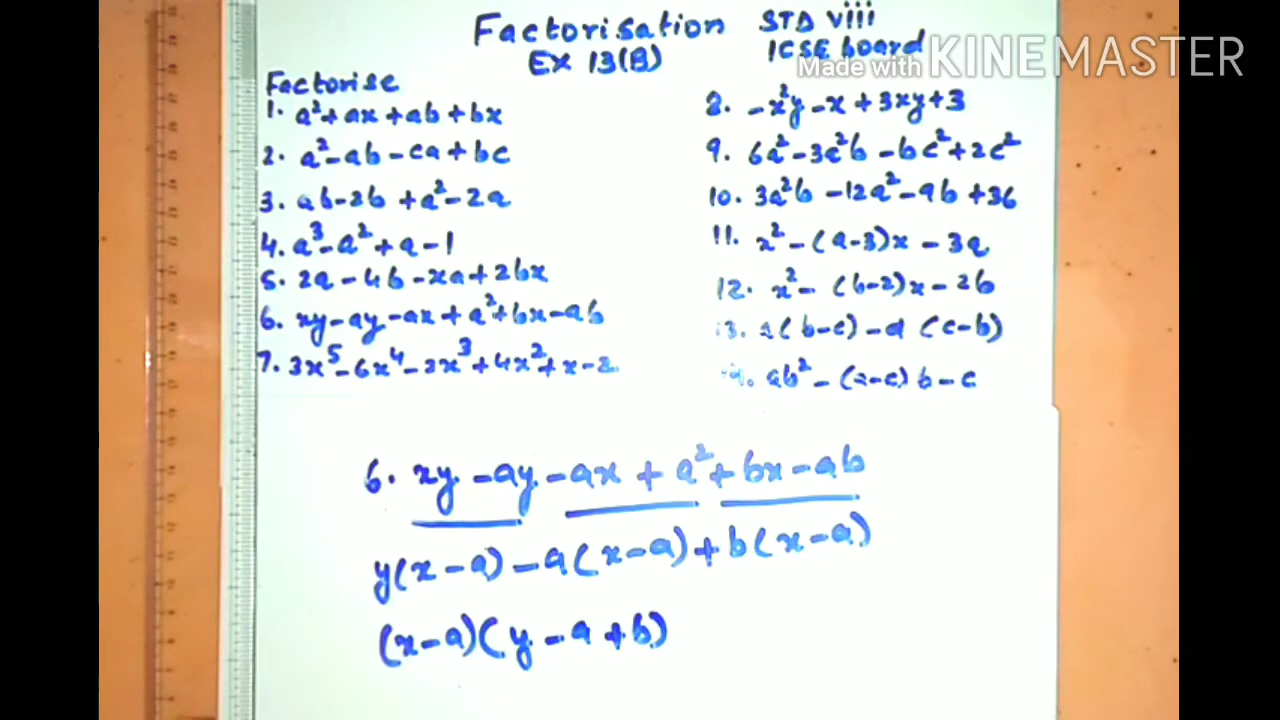 Factorisation STD viii
EX 13(B) ICSE board
Made with KINEMASTER
Factorise
1. a²+ax+ab+bx
2. a²-ab-ca+bc
3. ab-2b+a²-2a
4. a³-a²+a-1
5. 2a-4b-xa+2bx
6. xy-ay-ax+a²+bx-ab
7. 3x⁵-6x⁴-2x³+4x²+x-2
8. -x²y-x+3xy+3
9. 6a²-3a²b-bc²+2c²
10. 3a²b-12a²-9b+36
11. x²-(a-3)x-3a
12. x²-(b-2)x-2b
13. a(b-c)-d(c-b)
14. ab²-(a-c)b-c
6. xy-ay-ax+a²+bx-ab
y(x-a)-a(x-a)+b(x-a)
(x-a)(y-a+b)